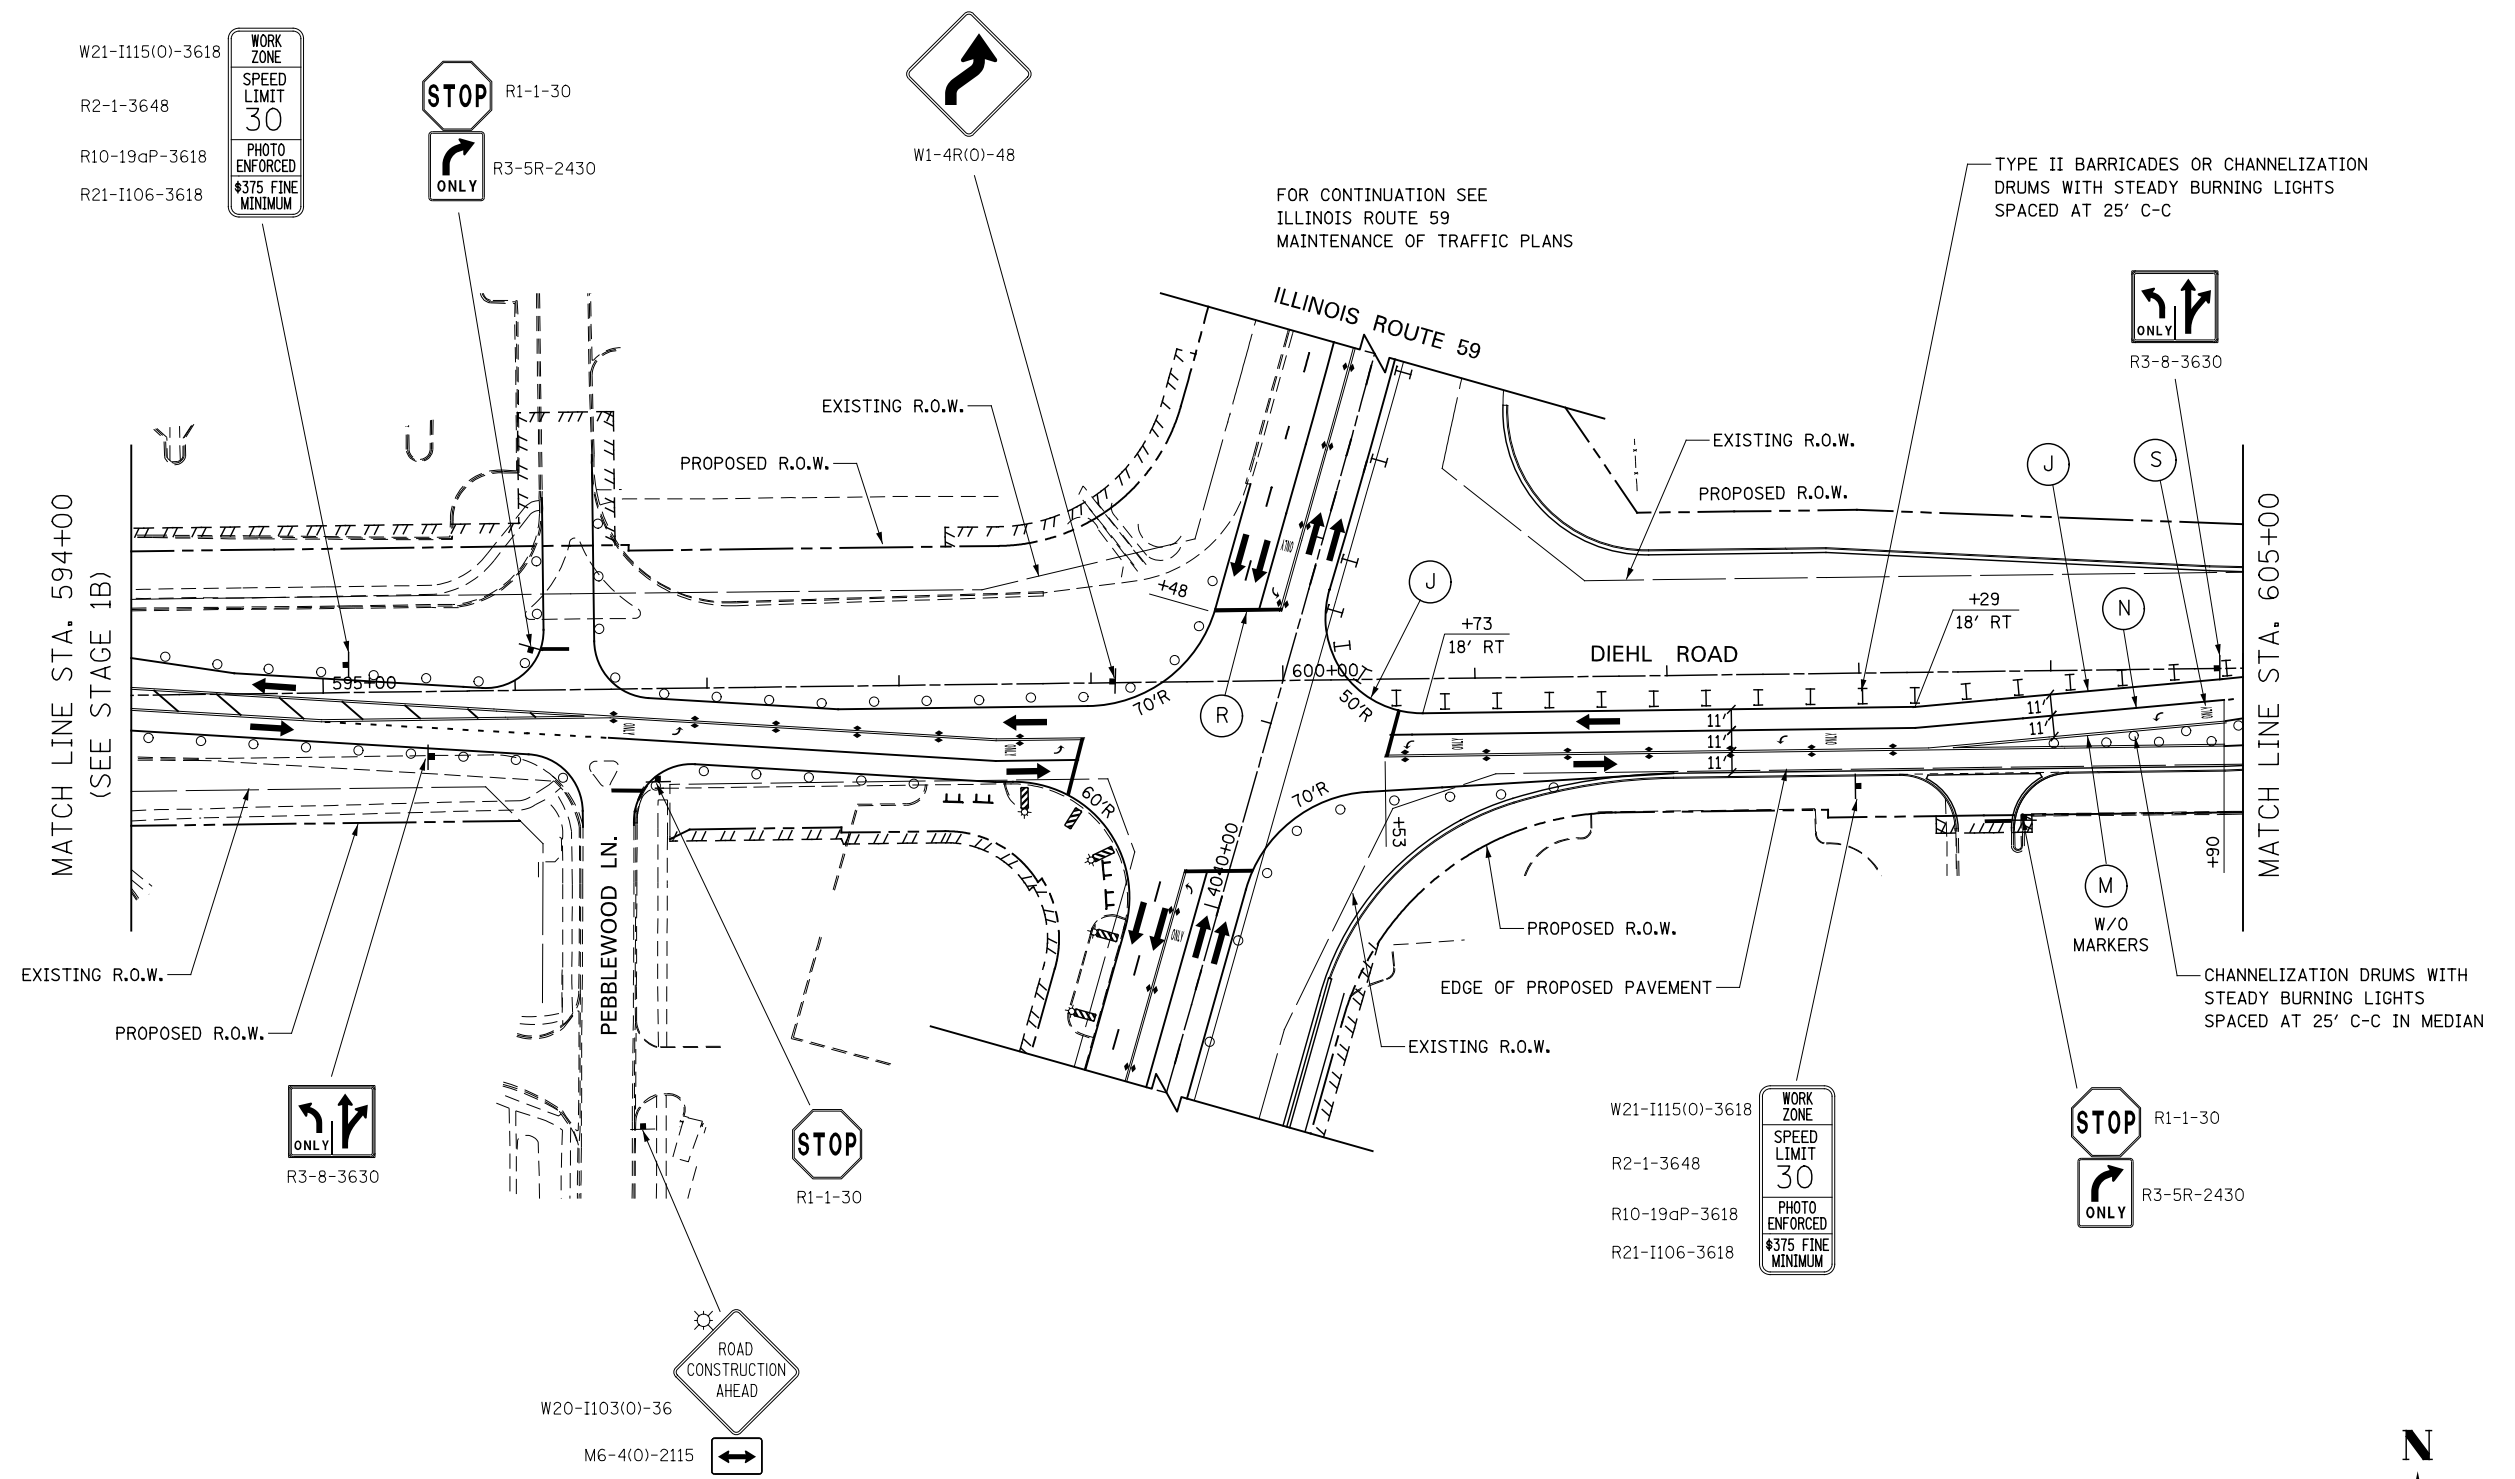 W21-I115(O)-3618
R2-1-3648
R10-19aP-3618
R21-I106-3618
WORK
ZONE
SPEED
LIMIT
30
PHOTO
ENFORCED
$375 FINE
MINIMUM
STOP
R1-1-30
ONLY
R3-5R-2430
W1-4R(O)-48
FOR CONTINUATION SEE
ILLINOIS ROUTE 59
MAINTENANCE OF TRAFFIC PLANS
TYPE II BARRICADES OR CHANNELIZATION
DRUMS WITH STEADY BURNING LIGHTS
SPACED AT 25' C-C
ONLY
R3-8-3630
ILLINOIS ROUTE 59
EXISTING R.O.W.
PROPOSED R.O.W.
EXISTING R.O.W.
PROPOSED R.O.W.
J
S
N
J
R
MATCH LINE STA. 594+00
(SEE STAGE 1B)
MATCH LINE STA. 605+00
+48
+73
18' RT
+29
18' RT
DIEHL ROAD
595+00
600+00
70'R
50'R
ONLY
ONLY
ONLY
ONLY
ONLY
ONLY
ONLY
11'
11'
11'
11'
11'
60'R
70'R
+53
4040+00
+90
PEBBLEWOOD LN.
M
W/O
MARKERS
EXISTING R.O.W.
PROPOSED R.O.W.
PROPOSED R.O.W.
EDGE OF PROPOSED PAVEMENT
EXISTING R.O.W.
CHANNELIZATION DRUMS WITH
STEADY BURNING LIGHTS
SPACED AT 25' C-C IN MEDIAN
ONLY
R3-8-3630
STOP
R1-1-30
W21-I115(O)-3618
R2-1-3648
R10-19aP-3618
R21-I106-3618
WORK
ZONE
SPEED
LIMIT
30
PHOTO
ENFORCED
$375 FINE
MINIMUM
STOP
R1-1-30
ONLY
R3-5R-2430
ROAD
CONSTRUCTION
AHEAD
W20-I103(O)-36
M6-4(O)-2115
N